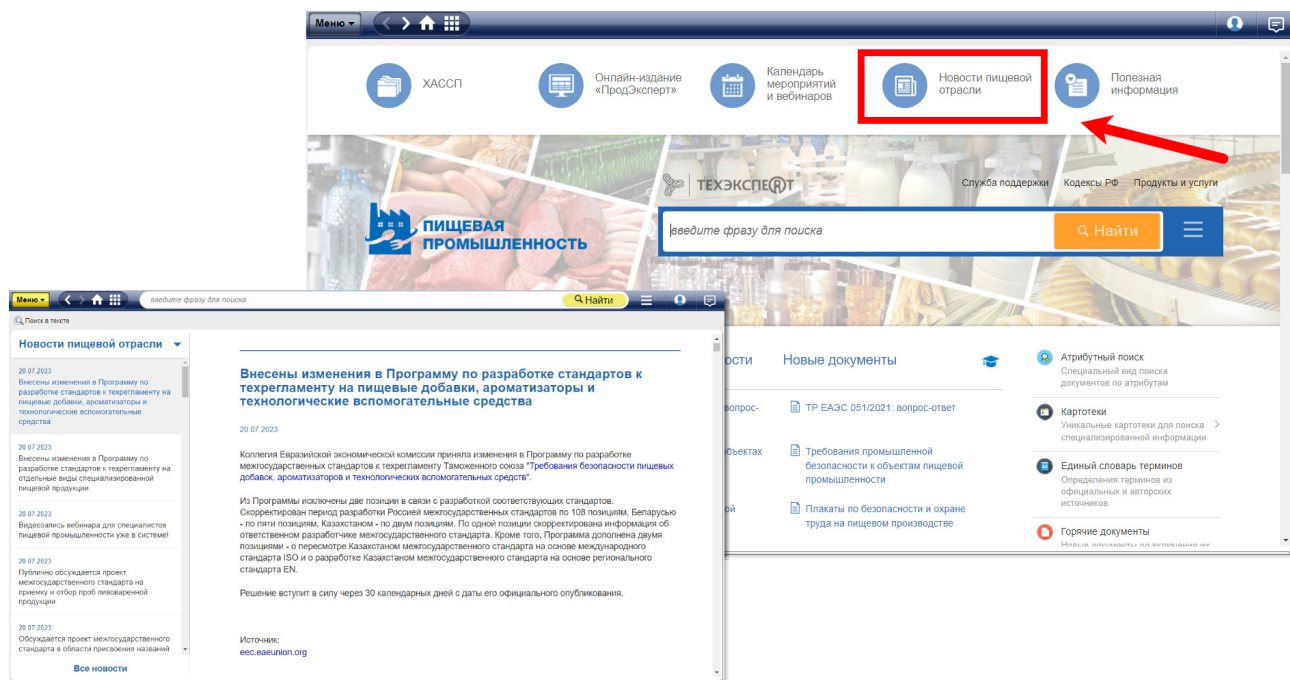 Меню
ХАССП
Онлайн-издание
«ПродЭксперт»
Календарь
мероприятий
и вебинаров
Новости пищевой
отрасли
Полезная
информация
ТЕХЭКСПЕRТ
Служба поддержки Кодексы РФ Продукты и услуги
ПИЩЕВАЯ
ПРОМЫШЛЕННОСТЬ
введите фразу для поиска
Найти
ости
Новые документы
вопрос-
ТР ЕАЭС 051/2021: вопрос-ответ
объектах
Требования промышленной
безопасности к объектам пищевой
промышленности
ой
Плакаты по безопасности и охране
труда на пищевом производстве
Атрибутный поиск
Специальный вид поиска
документов по атрибутам
Картотеки
Уникальные картотеки для поиска
специализированной информации
Единый словарь терминов
Определения терминов из
официальных и авторских
источников
Горячие документы
Новые документы до включения их
Меню
введите фразу для поиска
Найти
Поиск в тексте
Новости пищевой отрасли
20.07.2023
Внесены изменения в Программу по
разработке стандартов к техрегламенту на
пищевые добавки, ароматизаторы и
технологические вспомогательные
средства
20.07.2023
Внесены изменения в Программу по
разработке стандартов к техрегламенту на
отдельные виды специализированной
пищевой продукции
20.07.2023
Видеозапись вебинара для специалистов
пищевой промышленности уже в системе!
20.07.2023
Публично обсуждается проект
межгосударственного стандарта на
приемку и отбор проб пивоваренной
продукции
20.07.2023
Обсуждается проект межгосударственного
стандарта в области присвоения названий
Все новости
Внесены изменения в Программу по разработке стандартов к
техрегламенту на пищевые добавки, ароматизаторы и
технологические вспомогательные средства
20.07.2023
Коллегия Евразийской экономической комиссии приняла изменения в Программу по разработке
межгосударственных стандартов к техрегламенту Таможенного союза "Требования безопасности пищевых
добавок, ароматизаторов и технологических вспомогательных средств".
Из Программы исключены две позиции в связи с разработкой соответствующих стандартов.
Скорректирован период разработки Россией межгосударственных стандартов по 108 позициям, Беларусью
- по пяти позициям, Казахстаном - по двум позициям. По одной позиции скорректирована информация об
ответственном разработчике межгосударственного стандарта. Кроме того, Программа дополнена двумя
позициями - о пересмотре Казахстаном межгосударственного стандарта на основе международного
стандарта ISO и о разработке Казахстаном межгосударственного стандарта на основе регионального
стандарта EN.
Решение вступит в силу через 30 календарных дней с даты его официального опубликования.
Источник:
eec.eaeunion.org